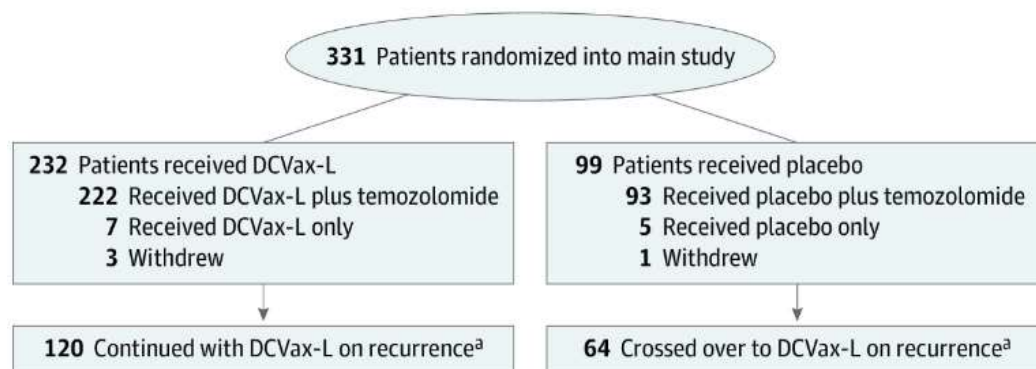 331 Patients randomized into main study
232 Patients received DCVax-L
222 Received DCVax-L plus temozolomide
7 Received DCVax-L only
3 Withdrew
99 Patients received placebo
93 Received placebo plus temozolomide
5 Received placebo only
1 Withdrew
120 Continued with DCVax-L on recurrenceᵃ
64 Crossed over to DCVax-L on recurrenceᵃ